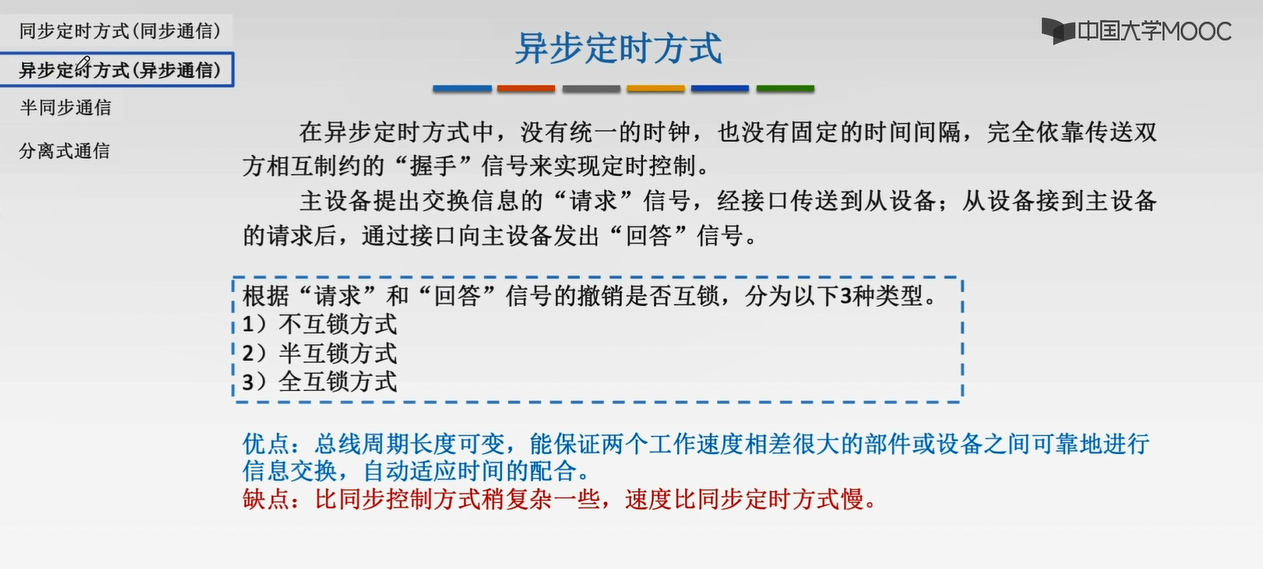 同步定时方式(同步通信)
异步定时方式(异步通信)
半同步通信
分离式通信
中国大学MOOC
异步定时方式
在异步定时方式中，没有统一的时钟，也没有固定的时间间隔，完全依靠传送双
方相互制约的“握手”信号来实现定时控制。
主设备提出交换信息的“请求”信号，经接口传送到从设备；从设备接到主设备
的请求后，通过接口向主设备发出“回答”信号。
根据“请求”和“回答”信号的撤销是否互锁，分为以下3种类型。
1）不互锁方式
2）半互锁方式
3）全互锁方式
优点：总线周期长度可变，能保证两个工作速度相差很大的部件或设备之间可靠地进行
信息交换，自动适应时间的配合。
缺点：比同步控制方式稍复杂一些，速度比同步定时方式慢。